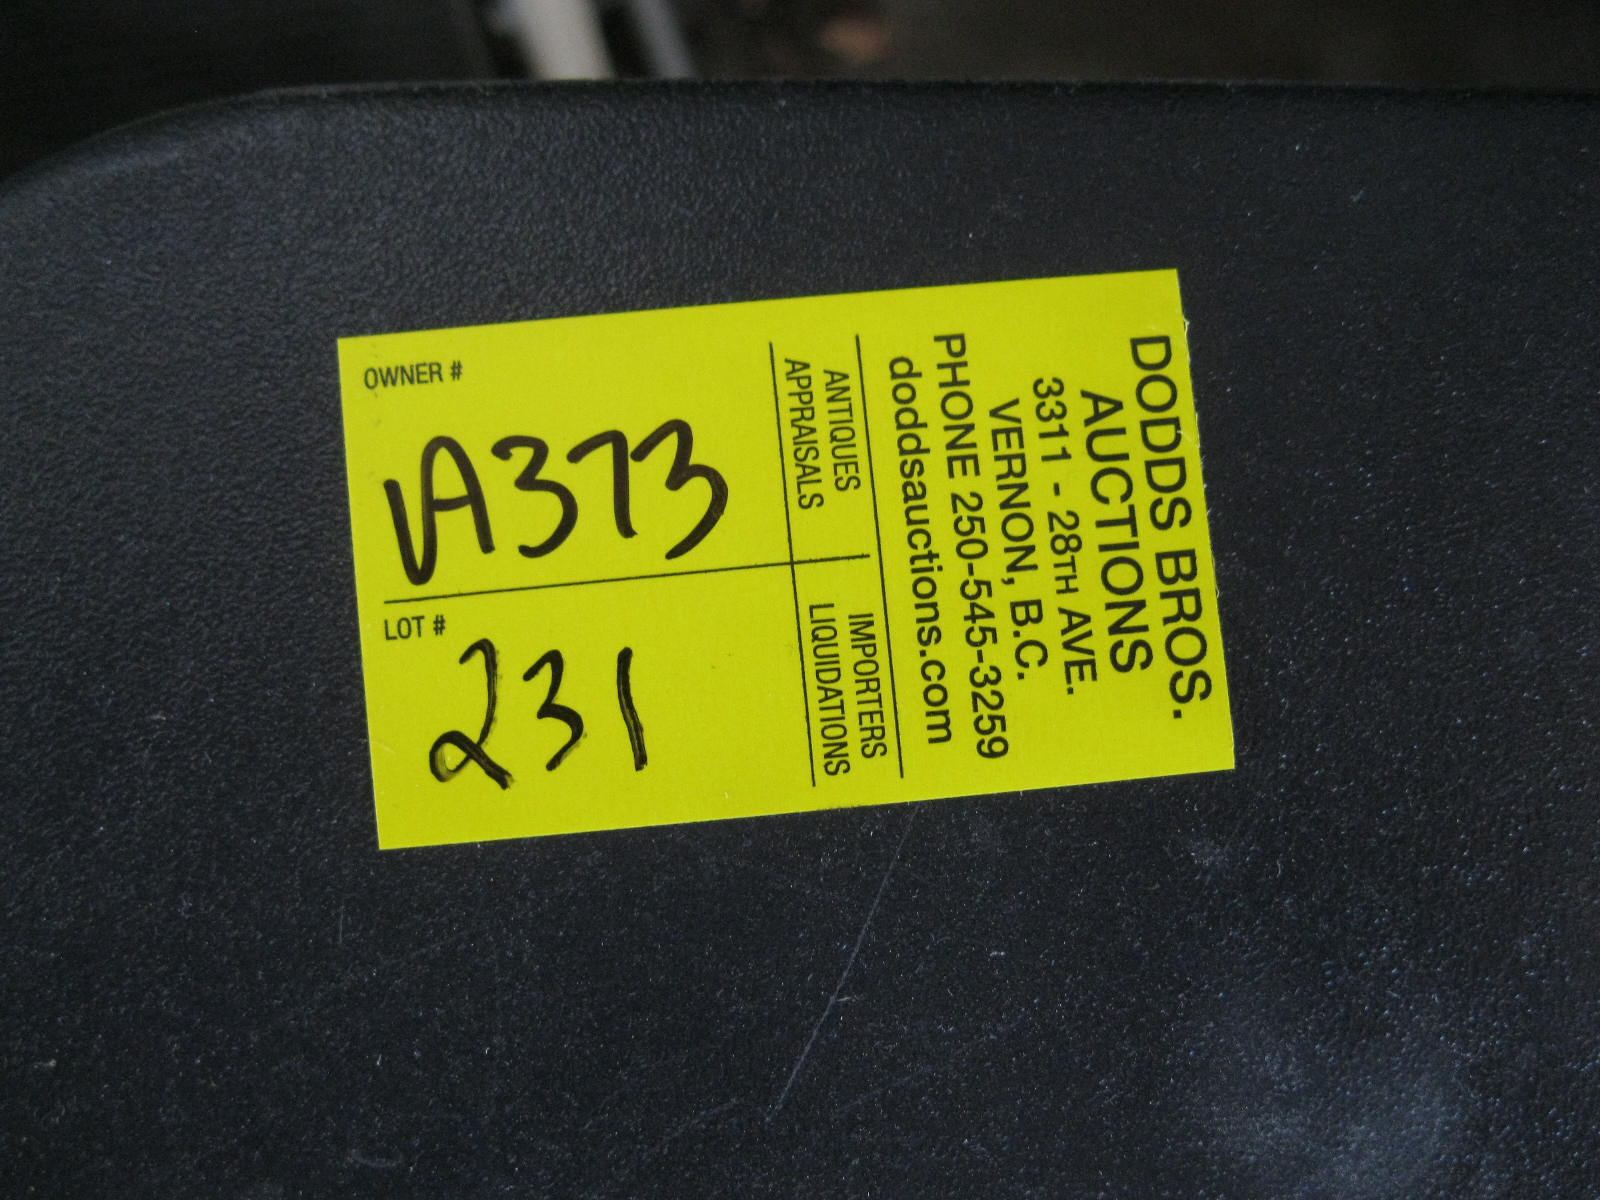 DODDS BROS.
AUCTIONS
3311 - 28TH AVE.
VERNON, B.C.
PHONE 250-545-3259
doddsauctions.com
ANTIQUES
APPRAISALS
IMPORTERS
LIQUIDATIONS
OWNER #
A373
LOT #
231